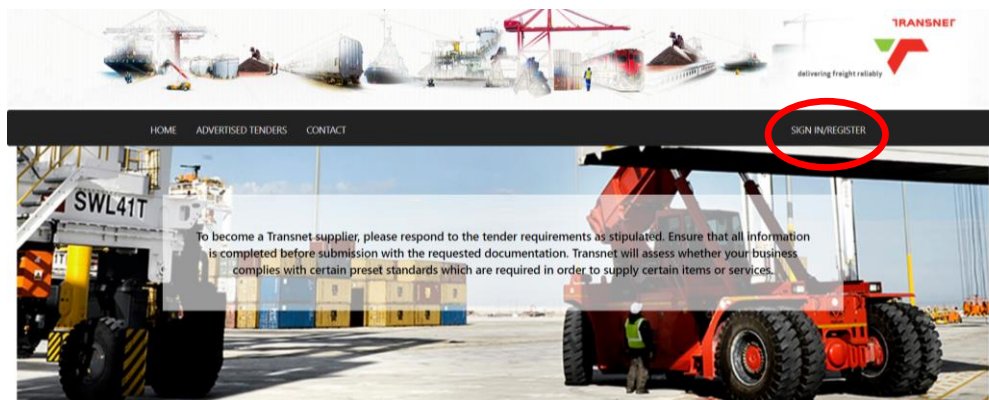 TRANSNEF
delivering freight reliably
HOME ADVERTISED TENDERS CONTACT SIGN IN/REGISTER
SWL41T
To become a Transnet supplier, please respond to the tender requirements as stipulated. Ensure that all information
is completed before submission with the requested documentation. Transnet will assess whether your business
complies with certain preset standards which are required in order to supply certain items or services.